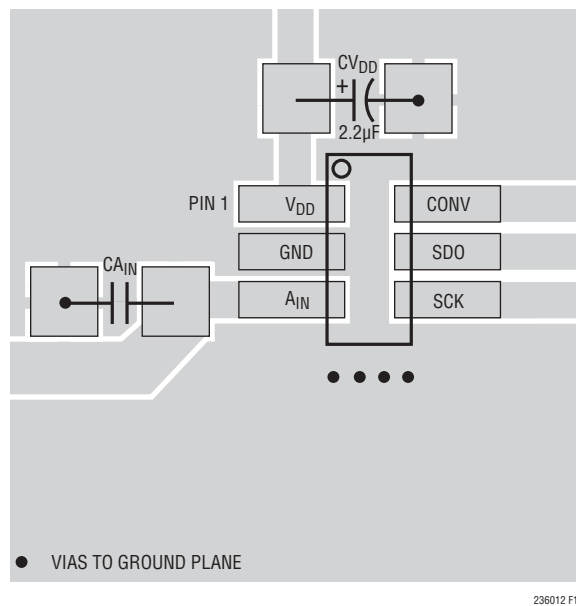 CVDD
+
2.2µF
PIN 1
VDD
CONV
GND
SDO
CAIN
AIN
SCK
● VIAS TO GROUND PLANE
236012 F1